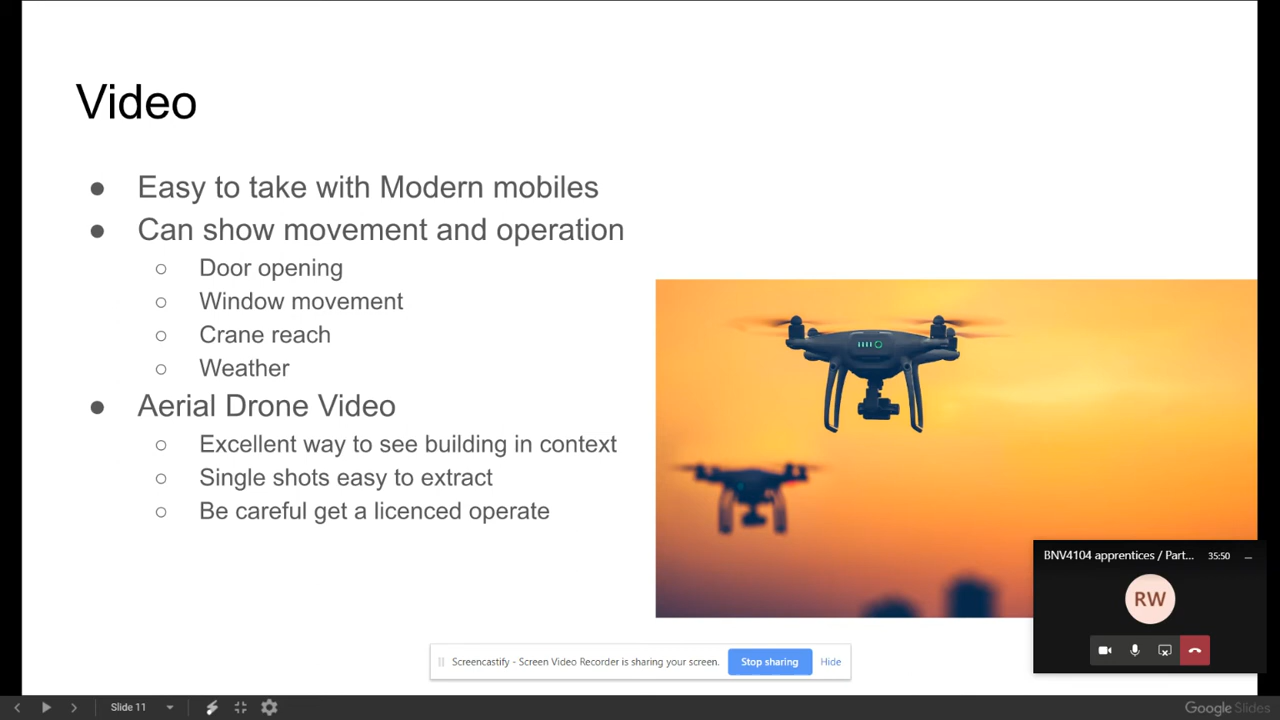 Video
● Easy to take with Modern mobiles
● Can show movement and operation
○ Door opening
○ Window movement
○ Crane reach
○ Weather
● Aerial Drone Video
○ Excellent way to see building in context
○ Single shots easy to extract
○ Be careful get a licenced operate
BNV4104 apprentices / Part... 35:50
RW
Screencastify - Screen Video Recorder is sharing your screen. Stop sharing Hide
Slide 11
Google Slides